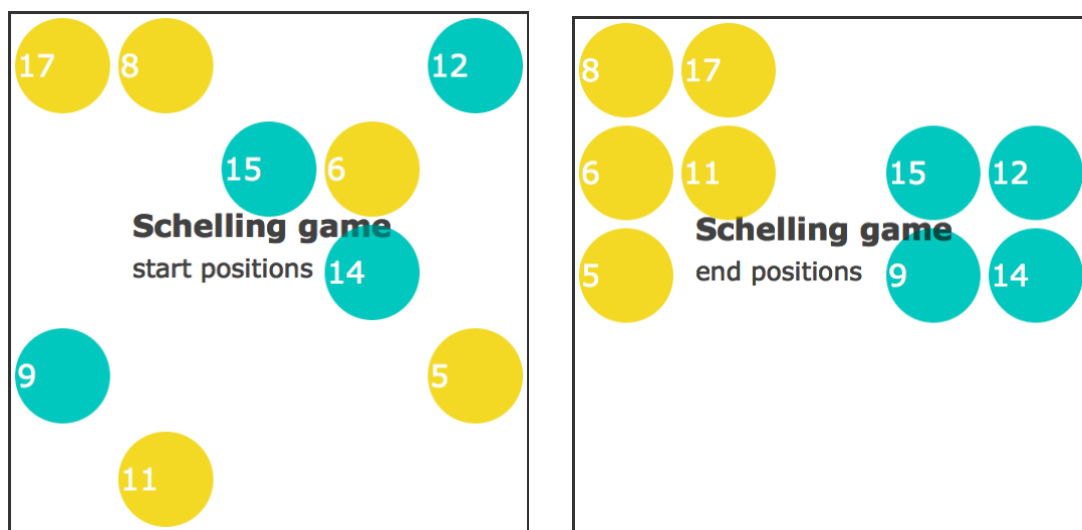 17 8 12
15 6
Schelling game
start positions
14
9 5
11
8 17
6 11 15 12
Schelling game
end positions
5 9 14